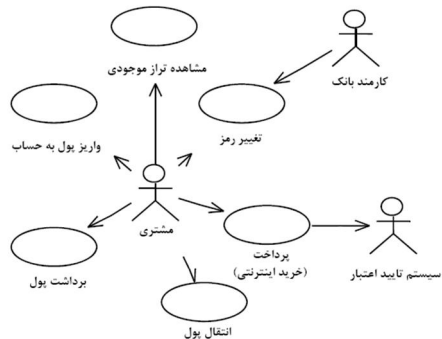 مشاهده تراز موجودی
کارمند بانک
تغییر رمز
واریز پول به حساب
مشتری
پرداخت
(خرید اینترنتی)
سیستم تایید اعتبار
برداشت پول
انتقال پول